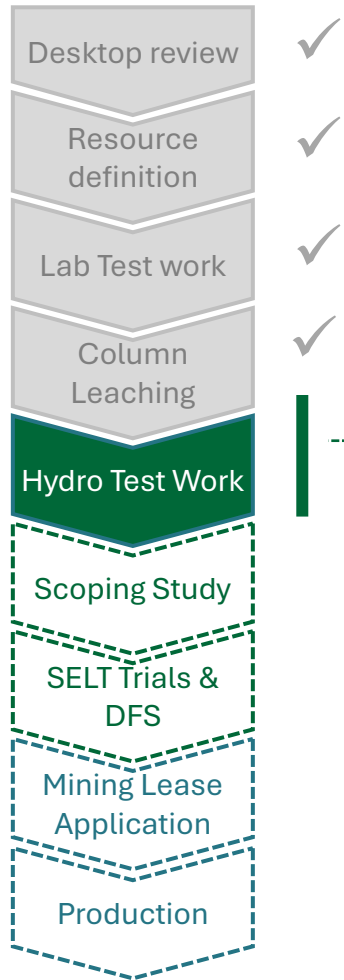 Desktop review
Resource
definition
Lab Test work
Column
Leaching
Hydro Test Work
Scoping Study
SELT Trials &
DFS
Mining Lease
Application
Production